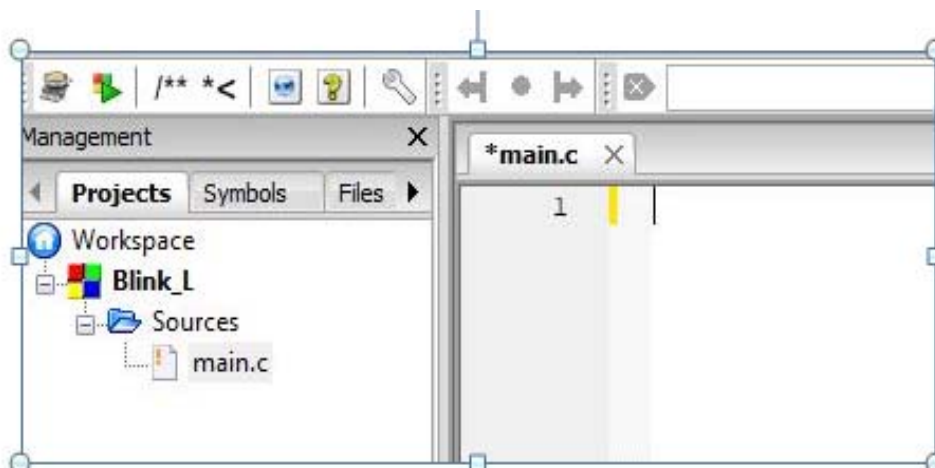 /** *<
Management
Projects Symbols Files
Workspace
Blink_L
Sources
main.c
*main.c
1